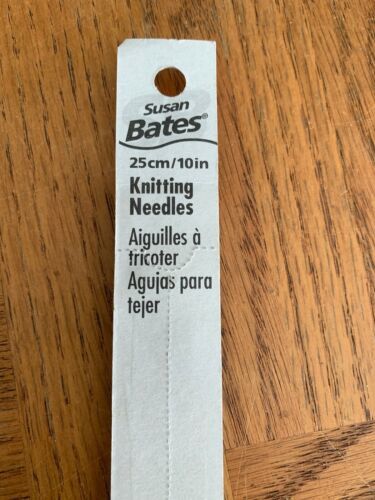 Susan
Bates®
25cm/10in
Knitting
Needles
Aiguilles à
tricoter
Agujas para
tejer